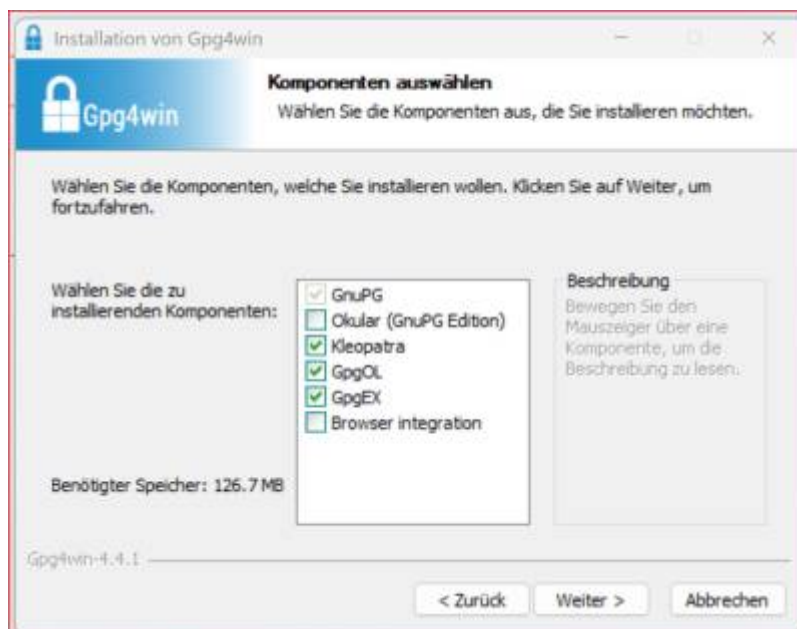 Installation von Gpg4win
Komponenten auswählen
Wählen Sie die Komponenten aus, die Sie installieren möchten.
Gpg4win
Wählen Sie die Komponenten, welche Sie installieren wollen. Klicken Sie auf Weiter, um
fortzufahren.
Wählen Sie die zu
installierenden Komponenten:
GnuPG
Okular (GnuPG Edition)
Kleopatra
GpgOL
GpgEX
Browser integration
Beschreibung
Bewegen Sie den
Mauszeiger über eine
Komponente, um die
Beschreibung zu lesen.
Benötigter Speicher: 126.7 MB
Gpg4win-4.4.1
< Zurück
Weiter >
Abbrechen